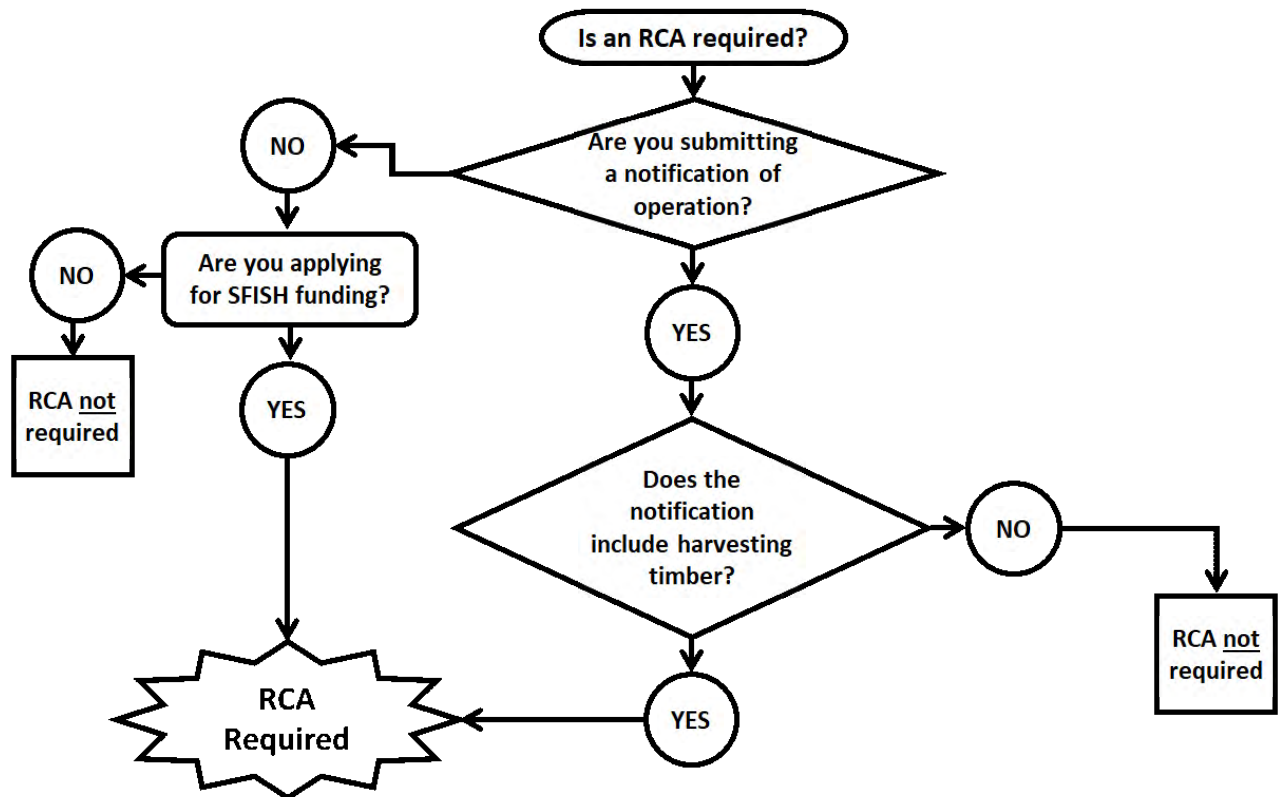 Is an RCA required?
Are you submitting
a notification of
operation?
NO
Are you applying
for SFISH funding?
NO
RCA not
required
YES
YES
Does the
notification
include harvesting
timber?
NO
RCA not
required
YES
RCA
Required